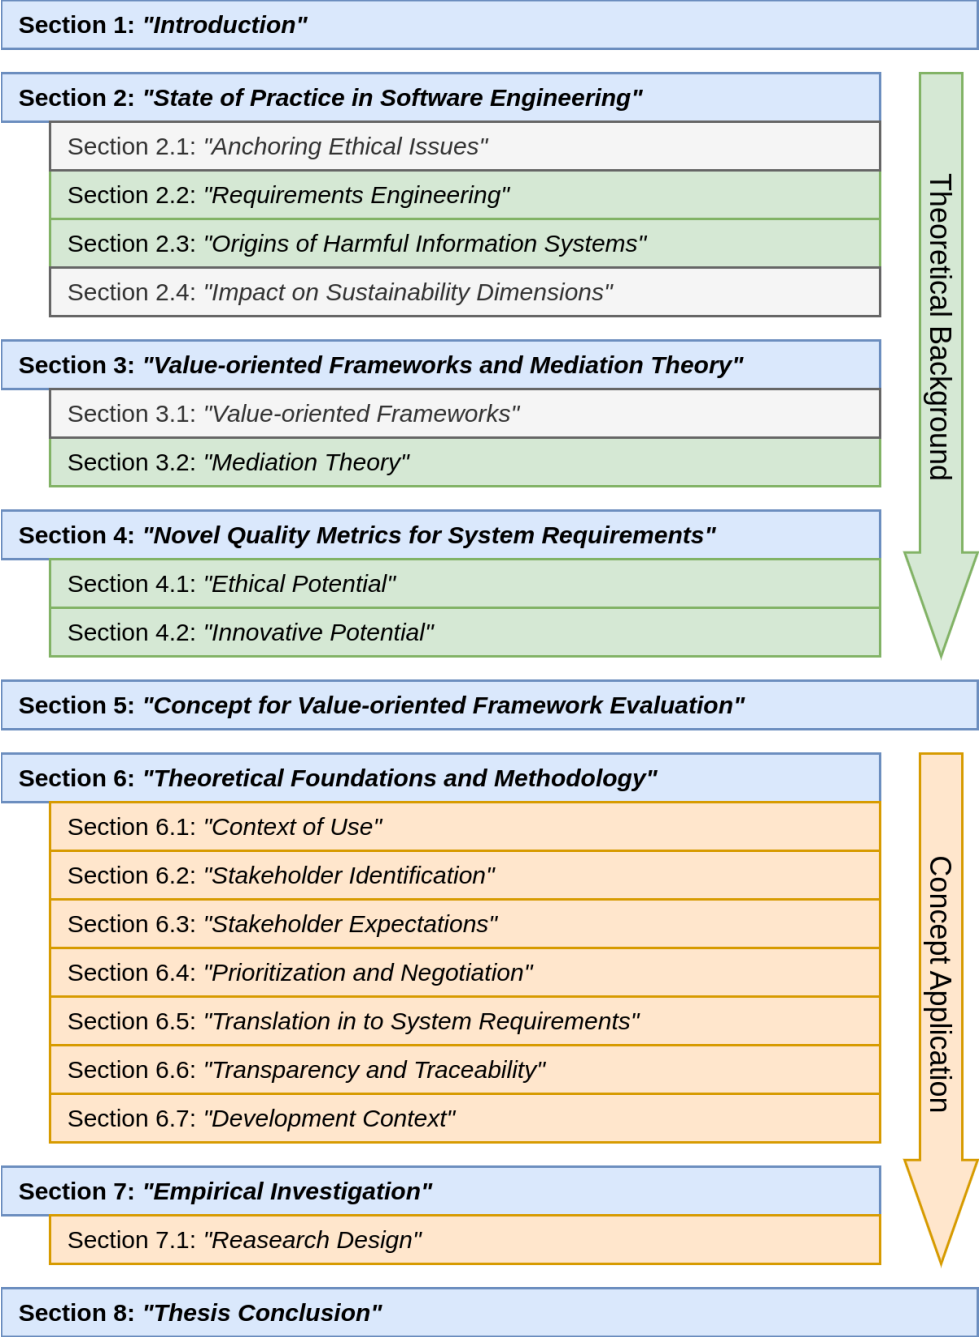 Section 1: "Introduction"
Section 2: "State of Practice in Software Engineering"
Section 2.1: "Anchoring Ethical Issues"
Section 2.2: "Requirements Engineering"
Section 2.3: "Origins of Harmful Information Systems"
Section 2.4: "Impact on Sustainability Dimensions"
Theoretical Background
Section 3: "Value-oriented Frameworks and Mediation Theory"
Section 3.1: "Value-oriented Frameworks"
Section 3.2: "Mediation Theory"
Section 4: "Novel Quality Metrics for System Requirements"
Section 4.1: "Ethical Potential"
Section 4.2: "Innovative Potential"
Section 5: "Concept for Value-oriented Framework Evaluation"
Section 6: "Theoretical Foundations and Methodology"
Section 6.1: "Context of Use"
Section 6.2: "Stakeholder Identification"
Section 6.3: "Stakeholder Expectations"
Section 6.4: "Prioritization and Negotiation"
Section 6.5: "Translation in to System Requirements"
Section 6.6: "Transparency and Traceability"
Section 6.7: "Development Context"
Concept Application
Section 7: "Empirical Investigation"
Section 7.1: "Reasearch Design"
Section 8: "Thesis Conclusion"